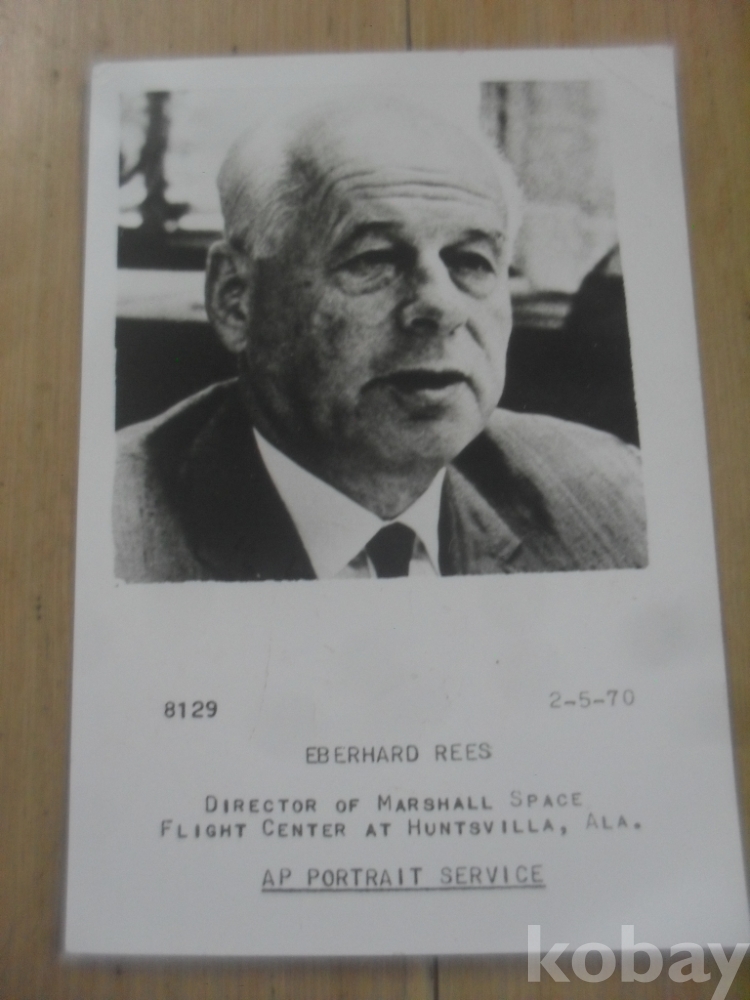 8129 2-5-70
EBERHARD REES
DIRECTOR OF MARSHALL SPACE
FLIGHT CENTER AT HUNTSVILLA, ALA.
AP PORTRAIT SERVICE
kobay